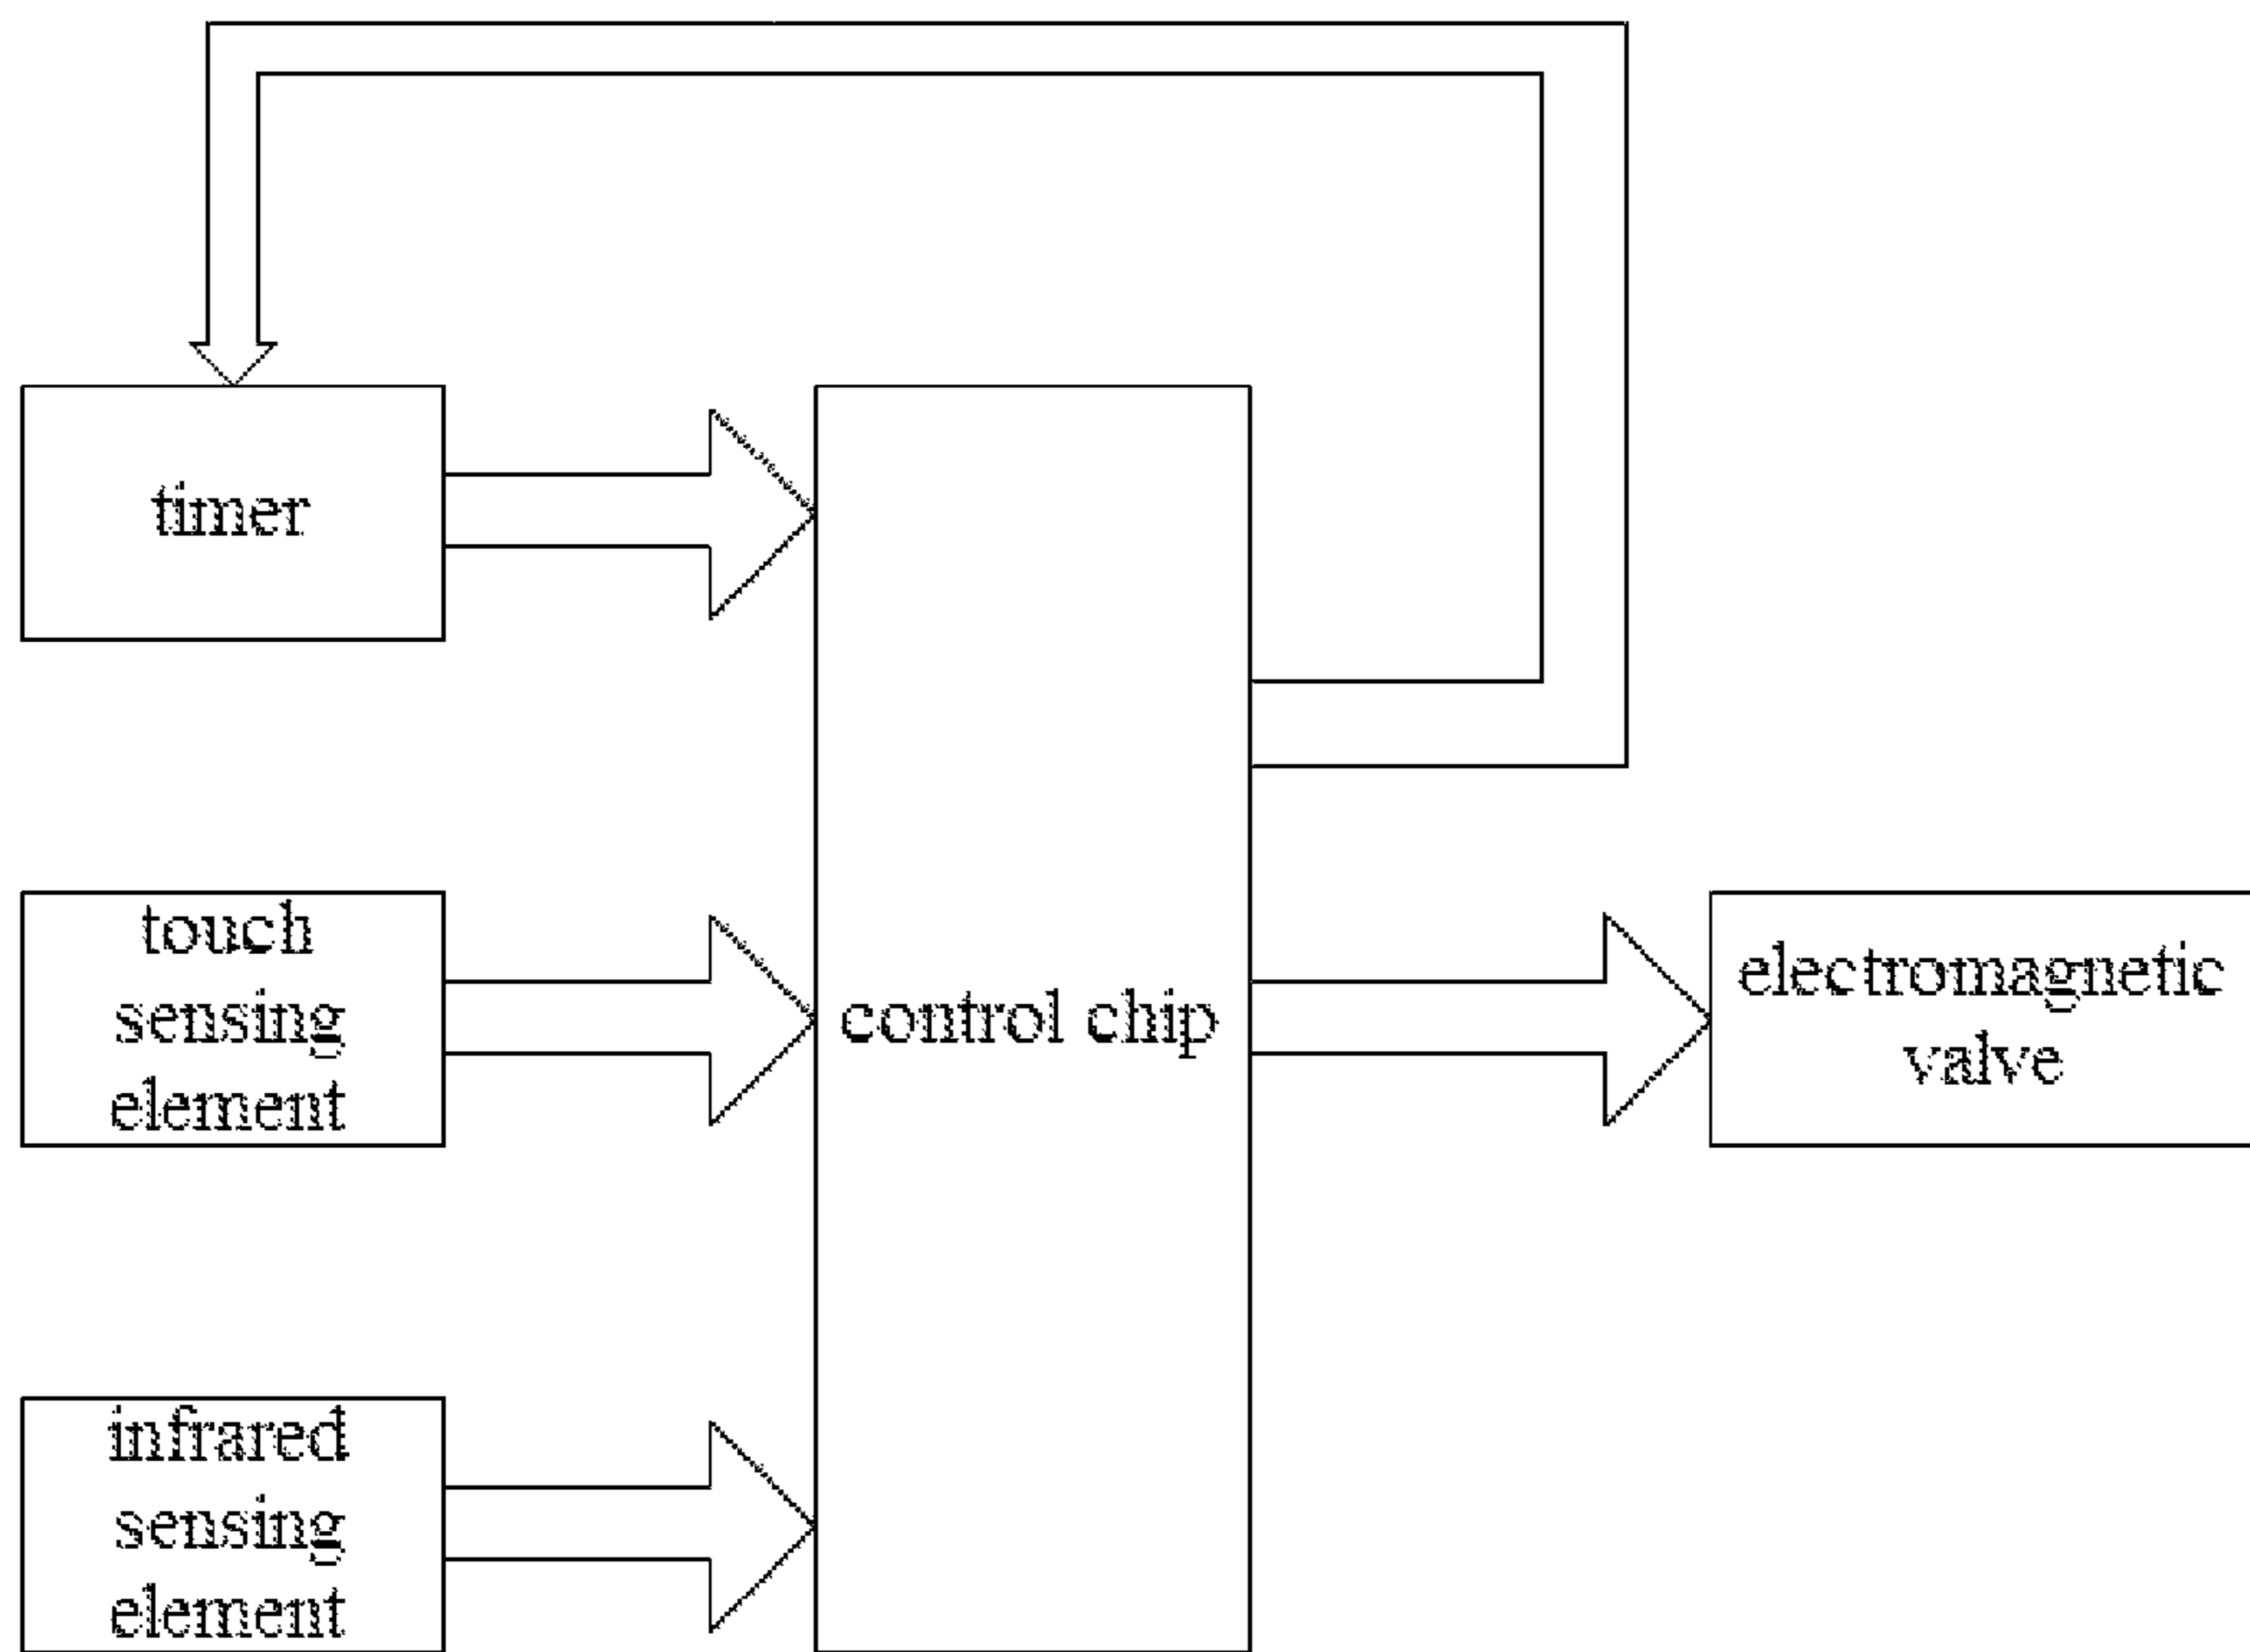 timer
touch
sensing
element
control chip
electromagnetic
valve
infrared
sensing
element